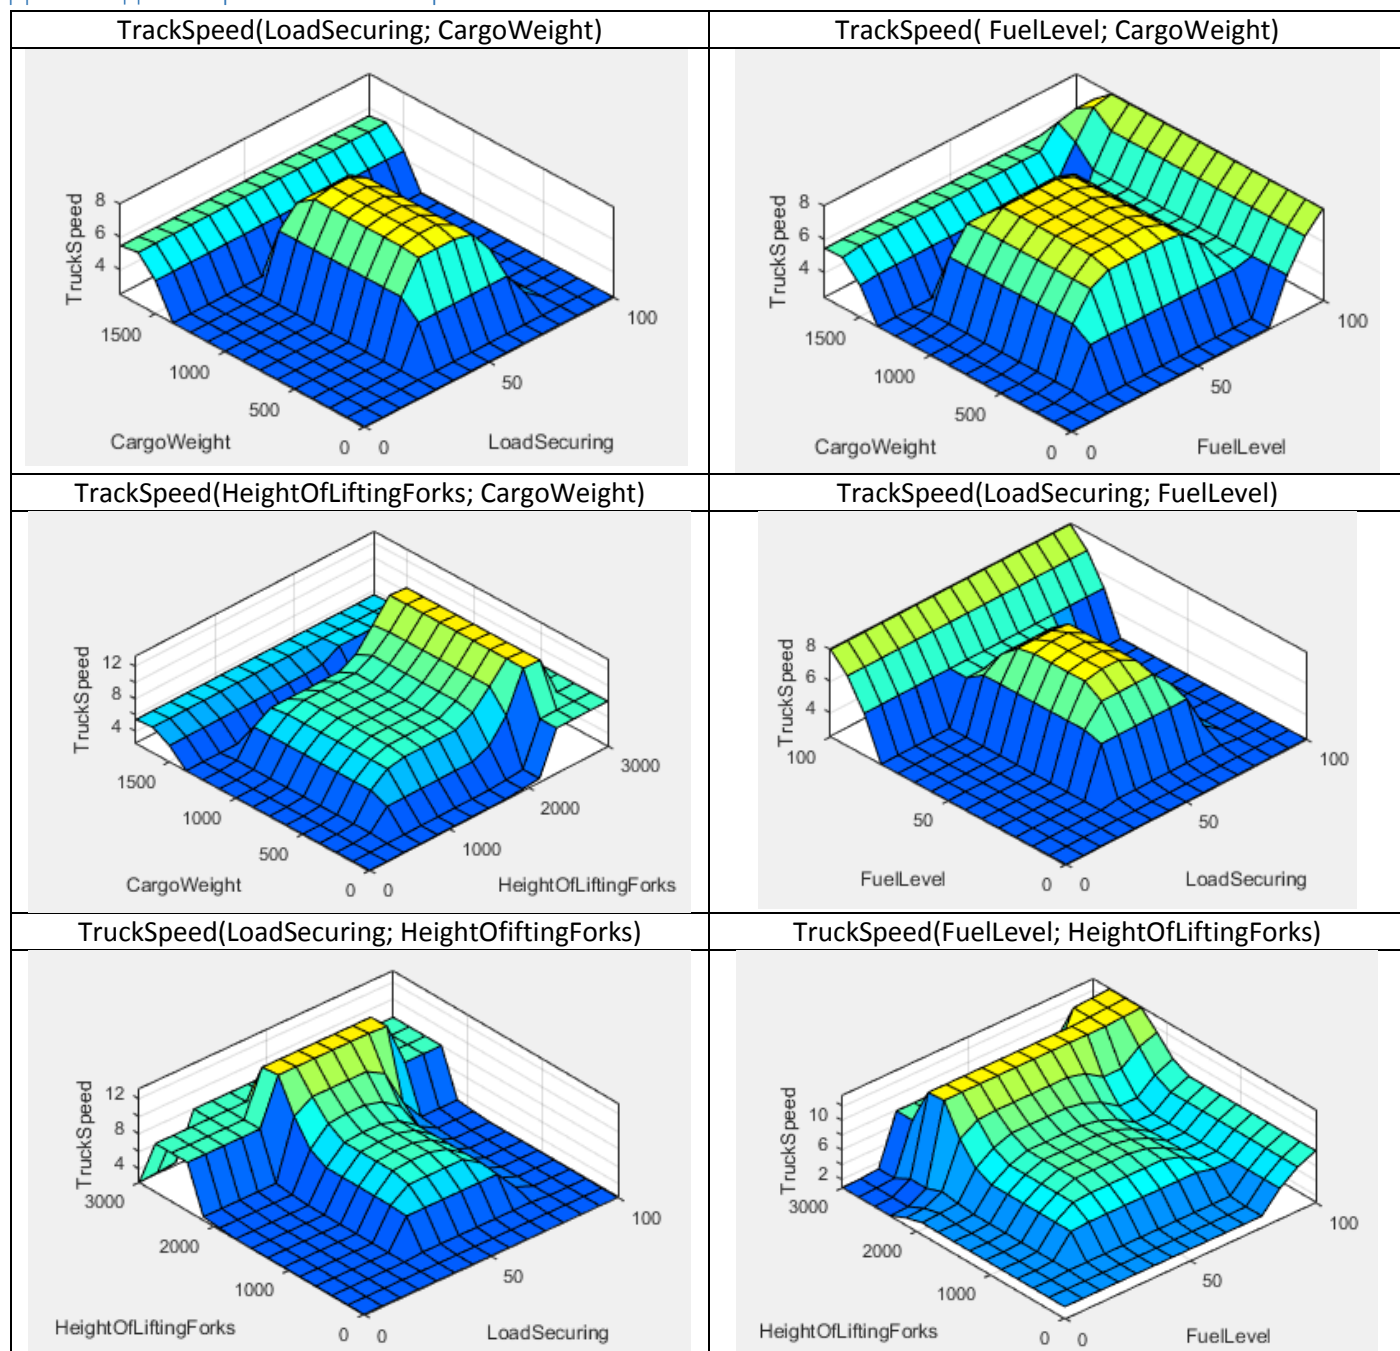 TrackSpeed(LoadSecuring; CargoWeight)
TrackSpeed( FuelLevel; CargoWeight)
TruckSpeed
8
6
4
1500
1000
500
0
0
50
100
CargoWeight
LoadSecuring
TruckSpeed
8
6
4
1500
1000
500
0
0
50
100
CargoWeight
FuelLevel
TrackSpeed(HeightOfLiftingForks; CargoWeight)
TrackSpeed(LoadSecuring; FuelLevel)
TruckSpeed
12
8
4
1500
1000
500
0
0
1000
2000
3000
CargoWeight
HeightOfLiftingForks
TruckSpeed
8
6
4
100
50
0
0
50
100
FuelLevel
LoadSecuring
TruckSpeed(LoadSecuring; HeightOfiftingForks)
TruckSpeed(FuelLevel; HeightOfLiftingForks)
TruckSpeed
12
8
4
3000
2000
1000
0
0
50
100
HeightOfLiftingForks
LoadSecuring
TruckSpeed
10
6
2
3000
2000
1000
0
0
50
100
HeightOfLiftingForks
FuelLevel